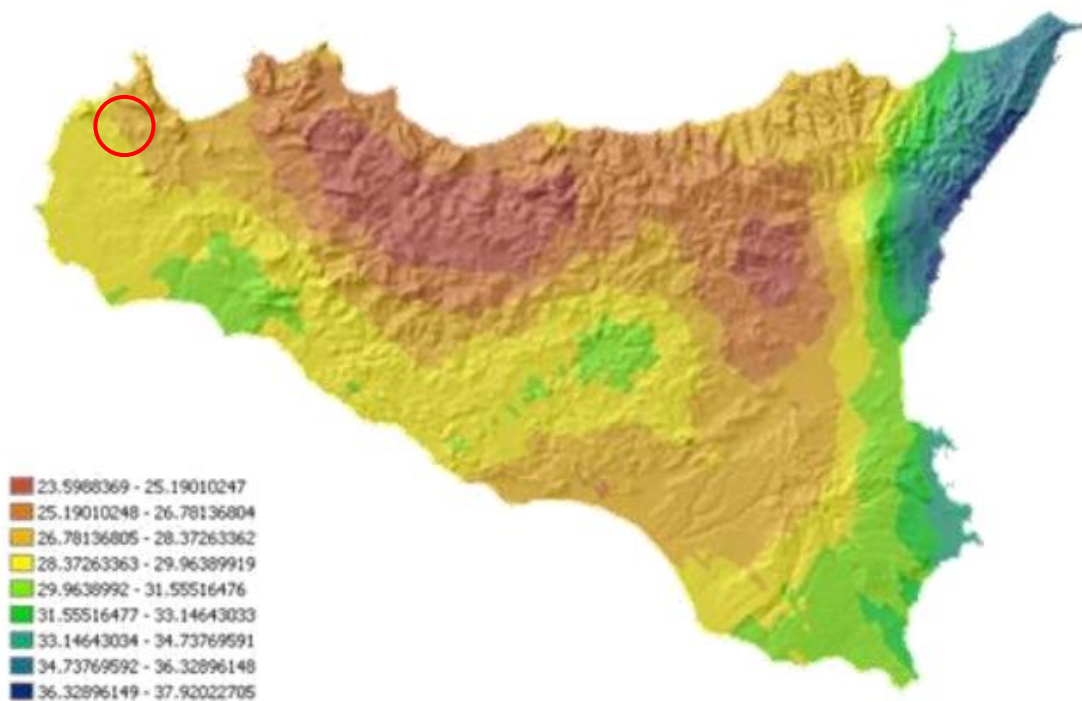 23.5988369 - 25.19010247
25.19010248 - 26.78136804
26.78136805 - 28.37263362
28.37263363 - 29.96389919
29.9638992 - 31.55516476
31.55516477 - 33.14643033
33.14643034 - 34.73769591
34.73769592 - 36.32896148
36.32896149 - 37.92022705